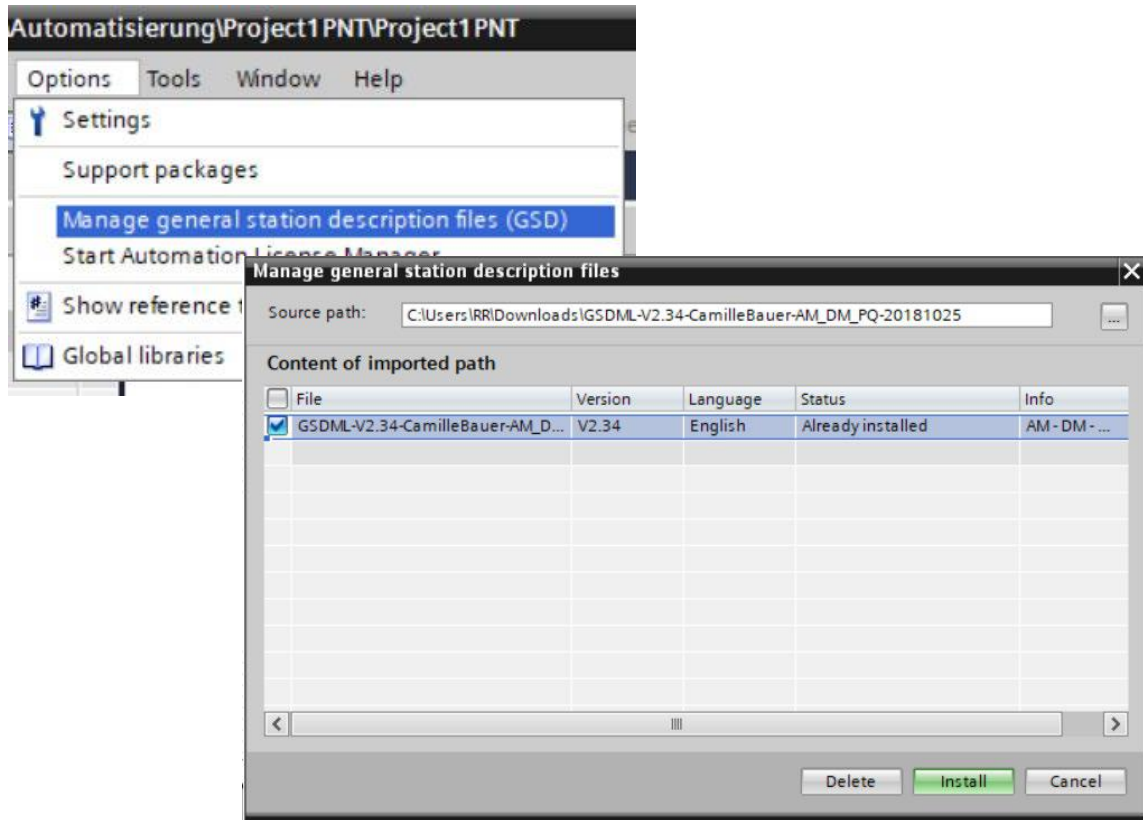 Automatisierung\Project1PNT\Project1PNT
Options Tools Window Help
Settings
Support packages
Manage general station description files (GSD)
Start Automation License Manager
Show reference
Global libraries
Manage general station description files
Source path: C:\Users\RR\Downloads\GSDML-V2.34-CamilleBauer-AM_DM_PQ-20181025 ...
Content of imported path
File Version Language Status Info
GSDML-V2.34-CamilleBauer-AM_D... V2.34 English Already installed AM - DM - ...
Delete Install Cancel